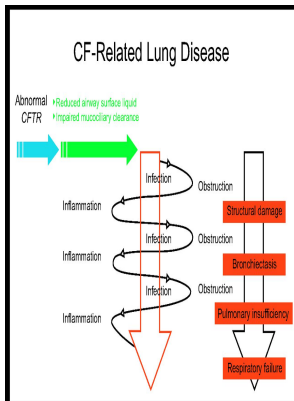 CF-Related Lung Disease
Abnormal
CFTR
•Reduced airway surface liquid
•Impaired mucociliary clearance
Infection
Obstruction
Inflammation
Structural damage
Infection
Obstruction
Inflammation
Bronchiectasis
Infection
Obstruction
Inflammation
Pulmonary insufficiency
Respiratory failure